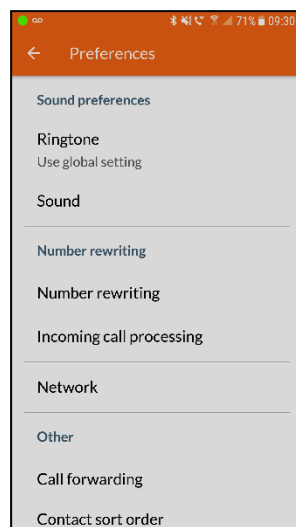 71% 09:30
Preferences
Sound preferences
Ringtone
Use global setting
Sound
Number rewriting
Number rewriting
Incoming call processing
Network
Other
Call forwarding
Contact sort order